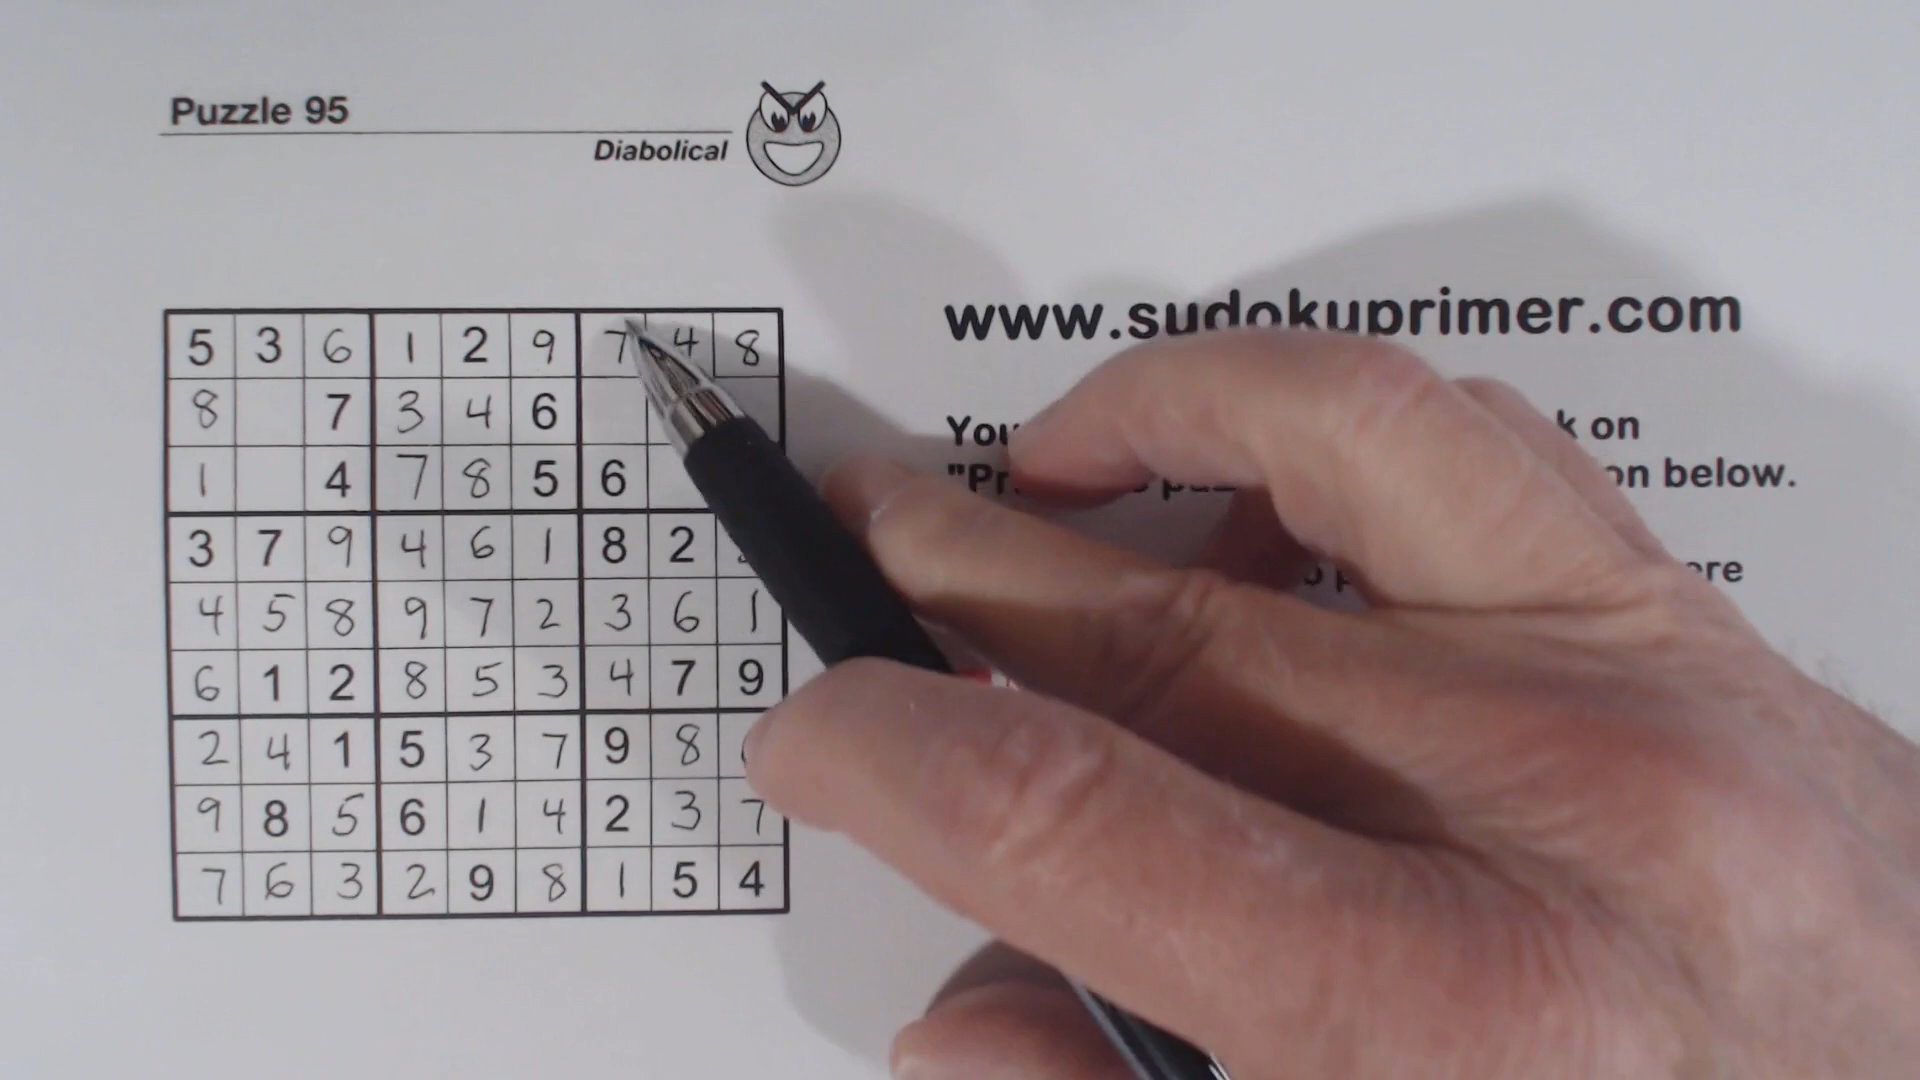 Puzzle 95
Diabolical
www.sudokuprimer.com
5 3 6 1 2 9 7 4 8
8 7 3 4 6
1 4 7 8 5 6
3 7 9 4 6 1 8 2
4 5 8 9 7 2 3 6 1
6 1 2 8 5 3 4 7 9
2 4 1 5 3 7 9 8
9 8 5 6 1 4 2 3 7
7 6 3 2 9 8 1 5 4
on
below.